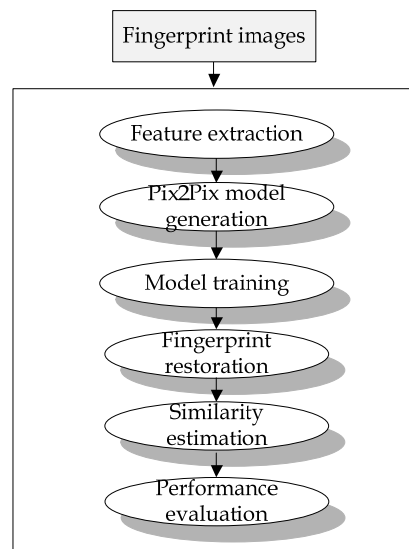 Fingerprint images
Feature extraction
Pix2Pix model
generation
Model training
Fingerprint
restoration
Similarity
estimation
Performance
evaluation